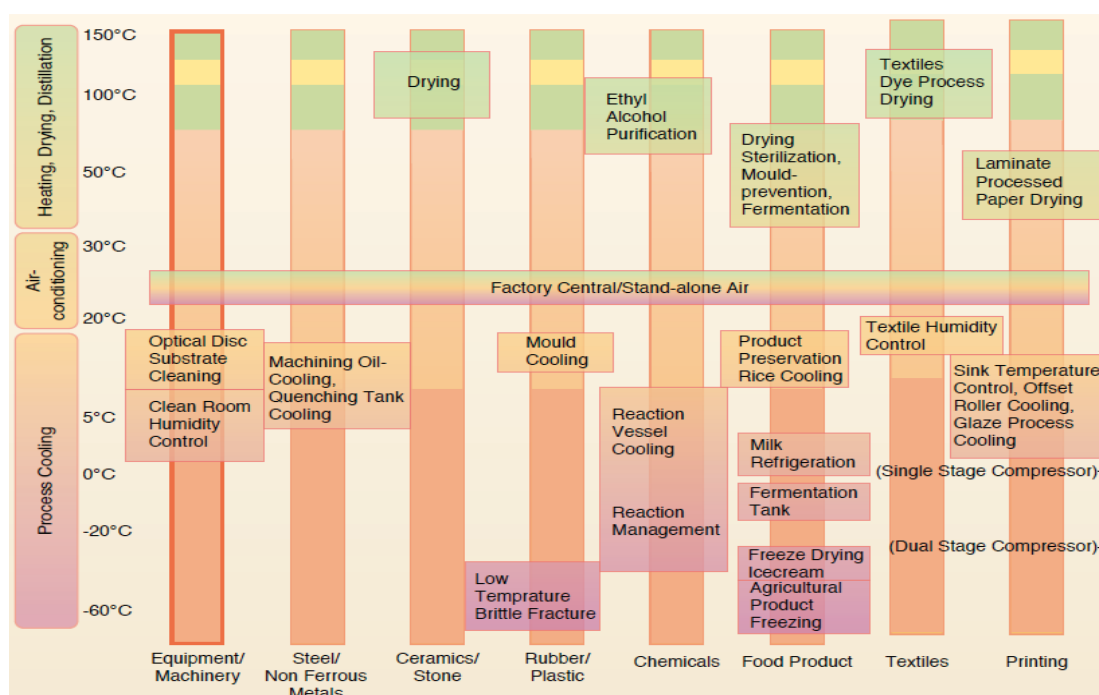 150°C
100°C
50°C
30°C
20°C
5°C
0°C
-20°C
-60°C
Heating, Drying, Distillation
Air-
conditioning
Process Cooling
Drying
Ethyl
Alcohol
Purification
Drying
Sterilization,
Mould-
prevention,
Fermentation
Textiles
Dye Process
Drying
Laminate
Processed
Paper Drying
Factory Central/Stand-alone Air
Optical Disc
Substrate
Cleaning
Clean Room
Humidity
Control
Machining Oil-
Cooling,
Quenching Tank
Cooling
Mould
Cooling
Reaction
Vessel
Cooling
Reaction
Management
Low
Temprature
Brittle Fracture
Product
Preservation
Rice Cooling
Milk
Refrigeration
Fermentation
Tank
Freeze Drying
Icecream
Agricultural
Product
Freezing
Textile Humidity
Control
Sink Temperature
Control, Offset
Roller Cooling,
Glaze Process
Cooling
(Single Stage Compressor)
(Dual Stage Compressor)
Equipment/
Machinery
Steel/
Non Ferrous
Metals
Ceramics/
Stone
Rubber/
Plastic
Chemicals
Food Product
Textiles
Printing